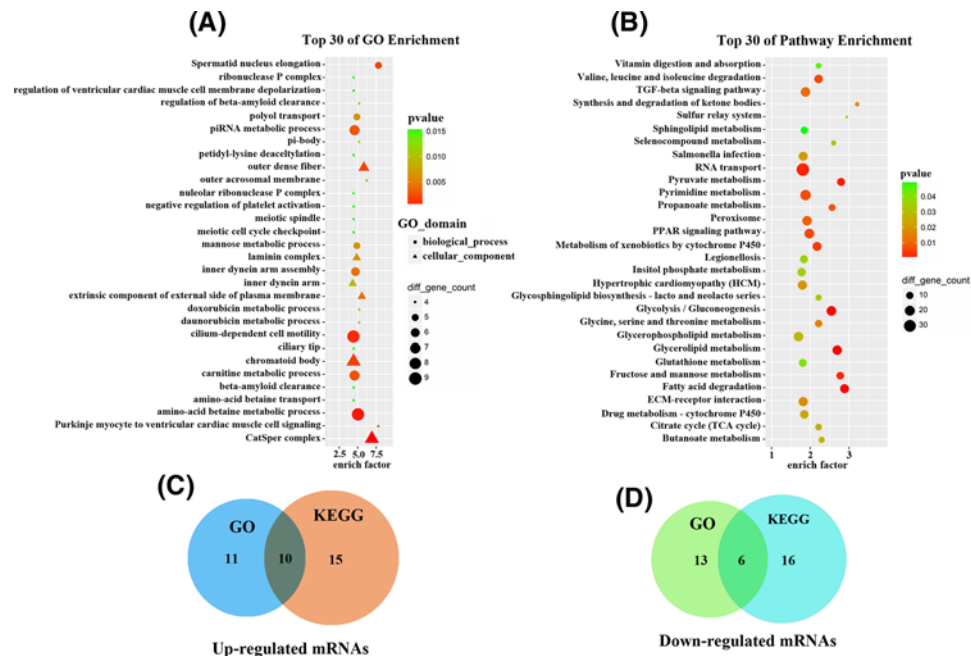 (A)
Top 30 of GO Enrichment
Spermatid nucleus elongation
ribonuclease P complex
regulation of ventricular cardiac muscle cell membrane depolarization
regulation of beta-amyloid clearance
polyol transport
piRNA metabolic process
pi-body
petidyl-lysine deaceltylation
outer dense fiber
outer acrosomal membrane
nuleolar ribonuclease P complex
negative regulation of platelet activation
meiotic spindle
meiotic cell cycle checkpoint
mannose metabolic process
laminin complex
inner dynein arm assembly
inner dynein arm
extrinsic component of external side of plasma membrane
doxorubicin metabolic process
daunorubicin metabolic process
cilium-dependent cell motility
ciliary tip
chromatoid body
carnitine metabolic process
beta-amyloid clearance
amino-acid betaine transport
amino-acid betaine metabolic process
Purkinje myocyte to ventricular cardiac muscle cell signaling
CatSper complex
2.5 5.0 7.5
enrich factor
pvalue
0.015
0.010
0.005
GO_domain
biological_process
cellular_component
diff_gene_count
4
5
6
7
8
9
(B)
Top 30 of Pathway Enrichment
Vitamin digestion and absorption
Valine, leucine and isoleucine degradation
TGF-beta signaling pathway
Synthesis and degradation of ketone bodies
Sulfur relay system
Sphingolipid metabolism
Selenocompound metabolism
Salmonella infection
RNA transport
Pyruvate metabolism
Pyrimidine metabolism
Propanoate metabolism
Peroxisome
PPAR signaling pathway
Metabolism of xenobiotics by cytochrome P450
Legionellosis
Insitol phosphate metabolism
Hypertrophic cardiomyopathy (HCM)
Glycosphingolipid biosynthesis - lacto and neolacto series
Glycolysis / Gluconeogenesis
Glycine, serine and threonine metabolism
Glycerophospholipid metabolism
Glycerolipid metabolism
Glutathione metabolism
Fructose and mannose metabolism
Fatty acid degradation
ECM-receptor interaction
Drug metabolism - cytochrome P450
Citrate cycle (TCA cycle)
Butanoate metabolism
1 2 3
enrich factor
pvalue
0.04
0.03
0.02
0.01
diff_gene_count
10
20
30
(C)
GO
KEGG
11 10 15
Up-regulated mRNAs
(D)
GO
KEGG
13 6 16
Down-regulated mRNAs